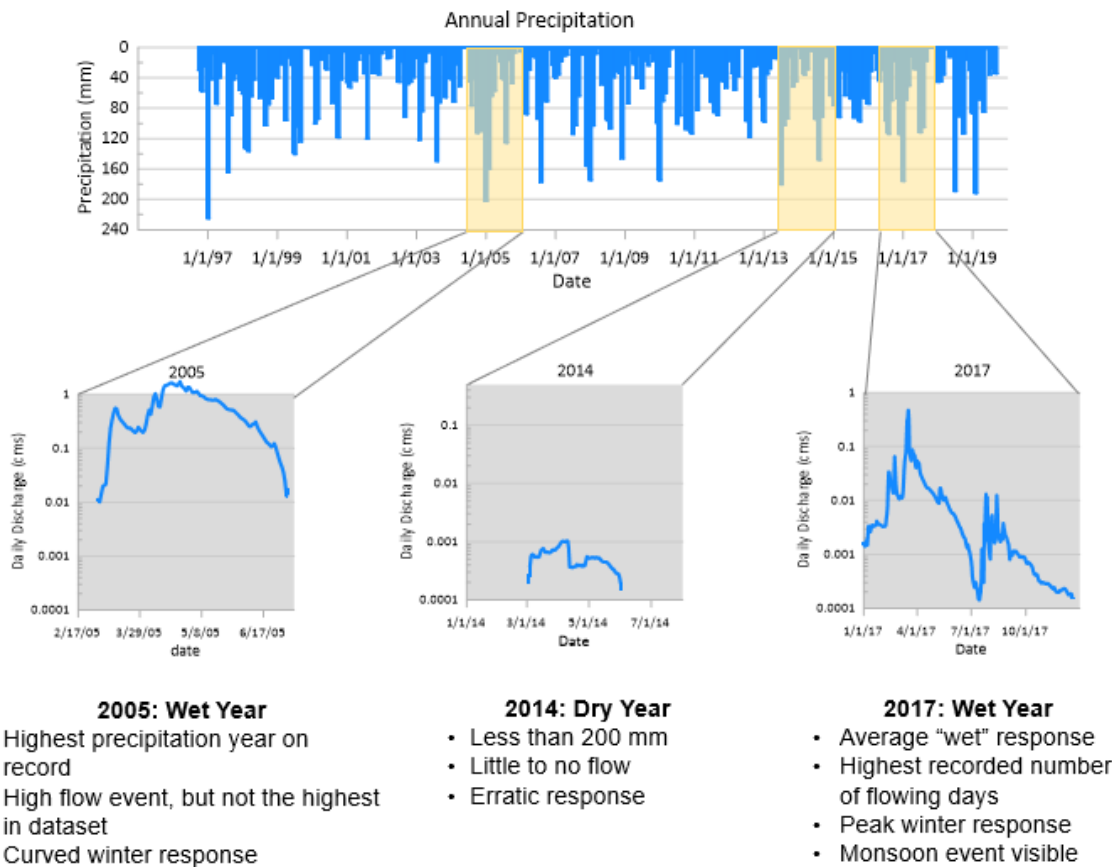 Annual Precipitation
Precipitation (mm)
0
40
80
120
160
200
240
1/1/97 1/1/99 1/1/01 1/1/03 1/1/05 1/1/07 1/1/09 1/1/11 1/1/13 1/1/15 1/1/17 1/1/19
Date
2005
Daily Discharge (cms)
1
0.1
0.01
0.001
0.0001
2/17/05 3/29/05 5/8/05 6/17/05
date
2014
Daily Discharge (cms)
0.1
0.01
0.001
0.0001
1/1/14 3/1/14 5/1/14 7/1/14
Date
2017
Daily Discharge (cms)
1
0.1
0.01
0.001
0.0001
1/1/17 4/1/17 7/1/17 10/1/17
Date
2005: Wet Year
Highest precipitation year on
record
High flow event, but not the highest
in dataset
Curved winter response
2014: Dry Year
• Less than 200 mm
• Little to no flow
• Erratic response
2017: Wet Year
• Average “wet” response
• Highest recorded number
of flowing days
• Peak winter response
• Monsoon event visible